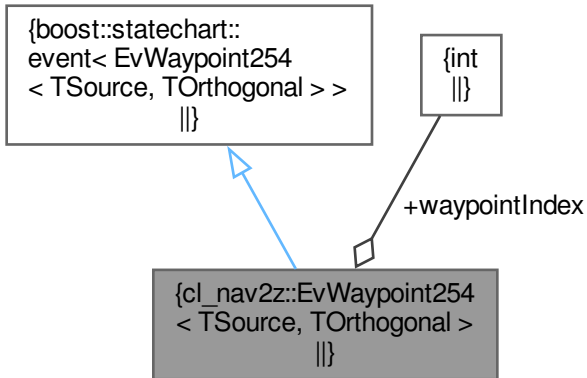 {boost::statechart::
event< EvWaypoint254
< TSource, TOrthogonal > >
||}
{int
||}
+waypointIndex
{cl_nav2z::EvWaypoint254
< TSource, TOrthogonal >
||}